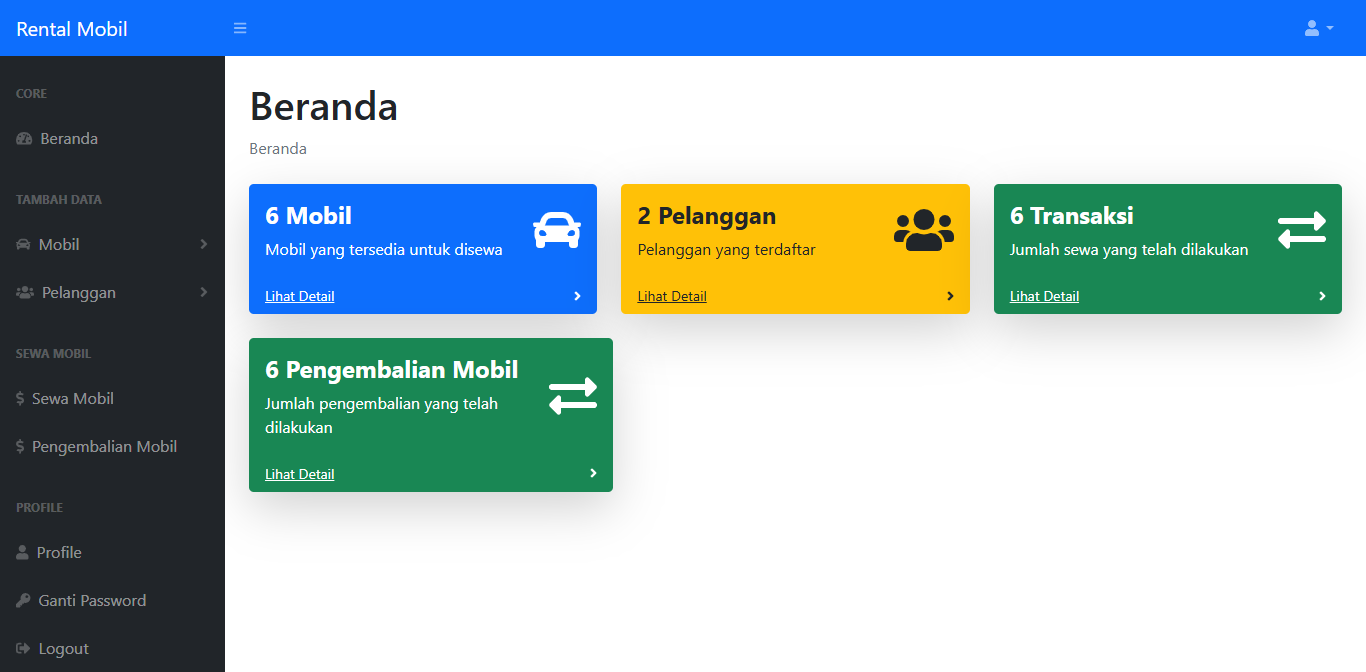 Rental Mobil
CORE
Beranda
TAMBAH DATA
Mobil
Pelanggan
SEWA MOBIL
$ Sewa Mobil
$ Pengembalian Mobil
PROFILE
Profile
Ganti Password
Logout
Beranda
Beranda
6 Mobil
Mobil yang tersedia untuk disewa
Lihat Detail
2 Pelanggan
Pelanggan yang terdaftar
Lihat Detail
6 Transaksi
Jumlah sewa yang telah dilakukan
Lihat Detail
6 Pengembalian Mobil
Jumlah pengembalian yang telah
dilakukan
Lihat Detail